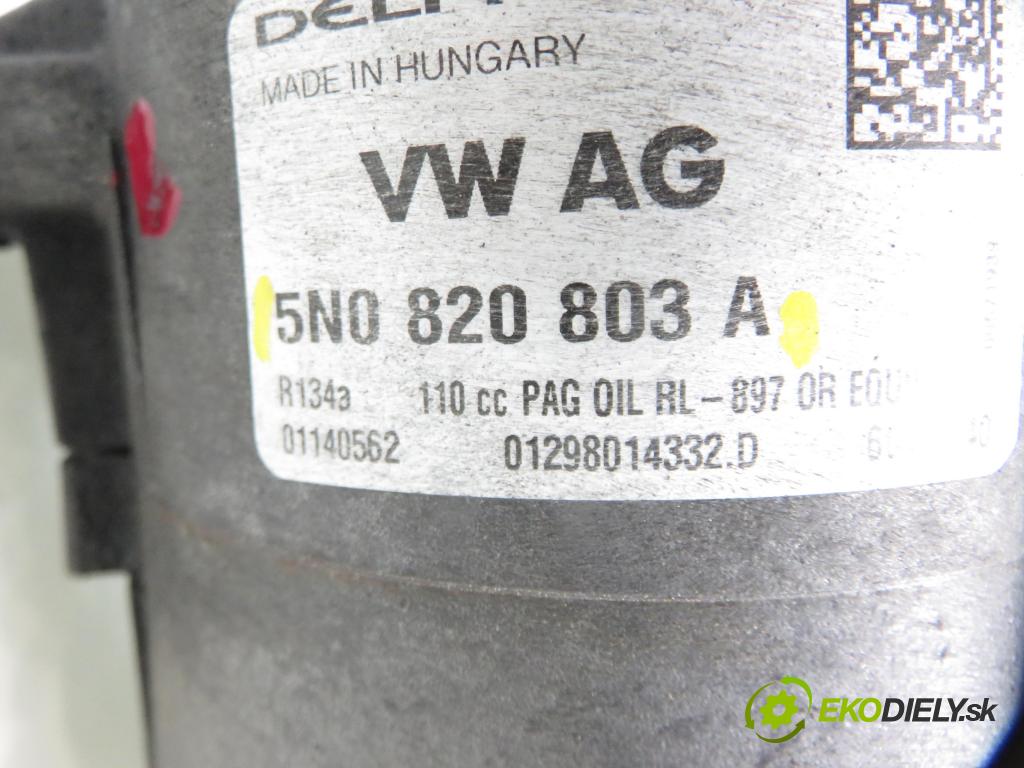 MADE IN HUNGARY
VW AG
5N0 820 803 A
R134a 110 cc PAG OIL RL-897 OR
01140562 01298014332.D
EKODIELY.sk